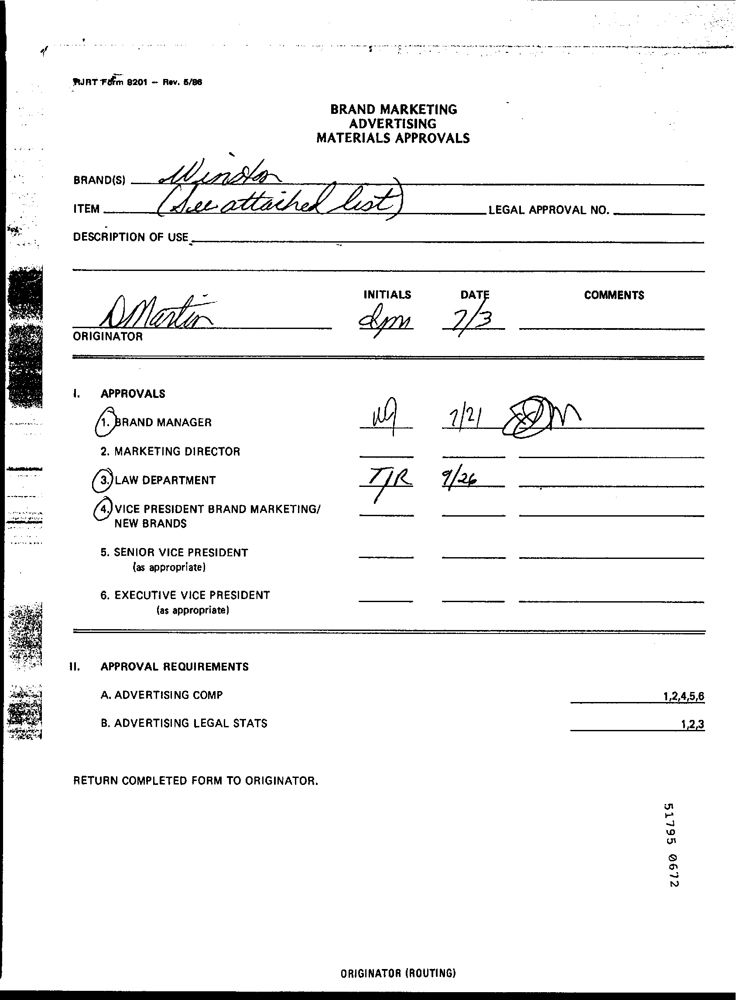 RJRT Form 8201 — Rev. 5/86
BRAND MARKETING
ADVERTISING
MATERIALS APPROVALS
BRAND(S) Winston
ITEM (See attached list) LEGAL APPROVAL NO.
DESCRIPTION OF USE
INITIALS DATE COMMENTS
DMartin dpm 7/3
ORIGINATOR
I. APPROVALS
1. BRAND MANAGER 7/21
2. MARKETING DIRECTOR
3. LAW DEPARTMENT TJR 9/26
4. VICE PRESIDENT BRAND MARKETING/
NEW BRANDS
5. SENIOR VICE PRESIDENT
(as appropriate)
6. EXECUTIVE VICE PRESIDENT
(as appropriate)
II. APPROVAL REQUIREMENTS
A. ADVERTISING COMP 1,2,4,5,6
B. ADVERTISING LEGAL STATS 1,2,3
RETURN COMPLETED FORM TO ORIGINATOR.
51795 0672
ORIGINATOR (ROUTING)